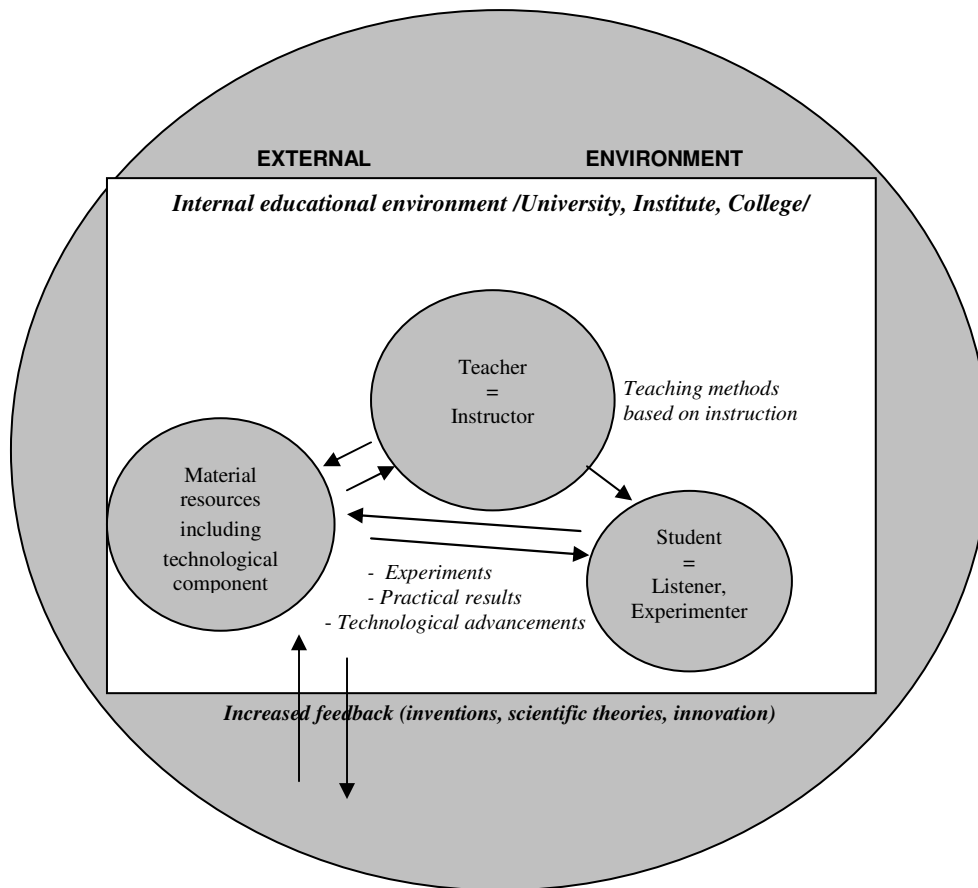 EXTERNAL ENVIRONMENT
Internal educational environment /University, Institute, College/
Teacher
=
Instructor
Teaching methods
based on instruction
Material
resources
including
technological
component
Student
=
Listener,
Experimenter
- Experiments
- Practical results
- Technological advancements
Increased feedback (inventions, scientific theories, innovation)